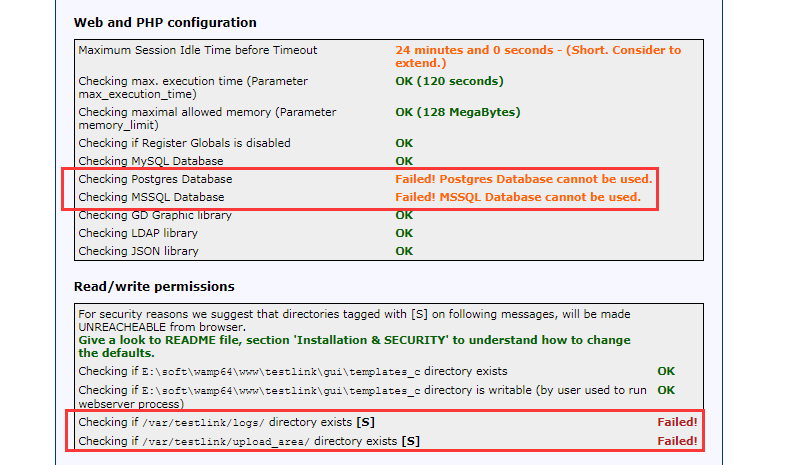 Web and PHP configuration
Maximum Session Idle Time before Timeout 24 minutes and 0 seconds - (Short. Consider to
extend.)
Checking max. execution time (Parameter OK (120 seconds)
max_execution_time)
Checking maximal allowed memory (Parameter OK (128 MegaBytes)
memory_limit)
Checking if Register Globals is disabled OK
Checking MySQL Database OK
Checking Postgres Database Failed! Postgres Database cannot be used.
Checking MSSQL Database Failed! MSSQL Database cannot be used.
Checking GD Graphic library OK
Checking LDAP library OK
Checking JSON library OK
Read/write permissions
For security reasons we suggest that directories tagged with [S] on following messages, will be made
UNREACHEABLE from browser.
Give a look to README file, section 'Installation & SECURITY' to understand how to change
the defaults.
Checking if E:\soft\wamp64\www\testlink\gui\templates_c directory exists OK
Checking if E:\soft\wamp64\www\testlink\gui\templates_c directory is writable (by user used to run OK
webserver process)
Checking if /var/testlink/logs/ directory exists [S] Failed!
Checking if /var/testlink/upload_area/ directory exists [S] Failed!